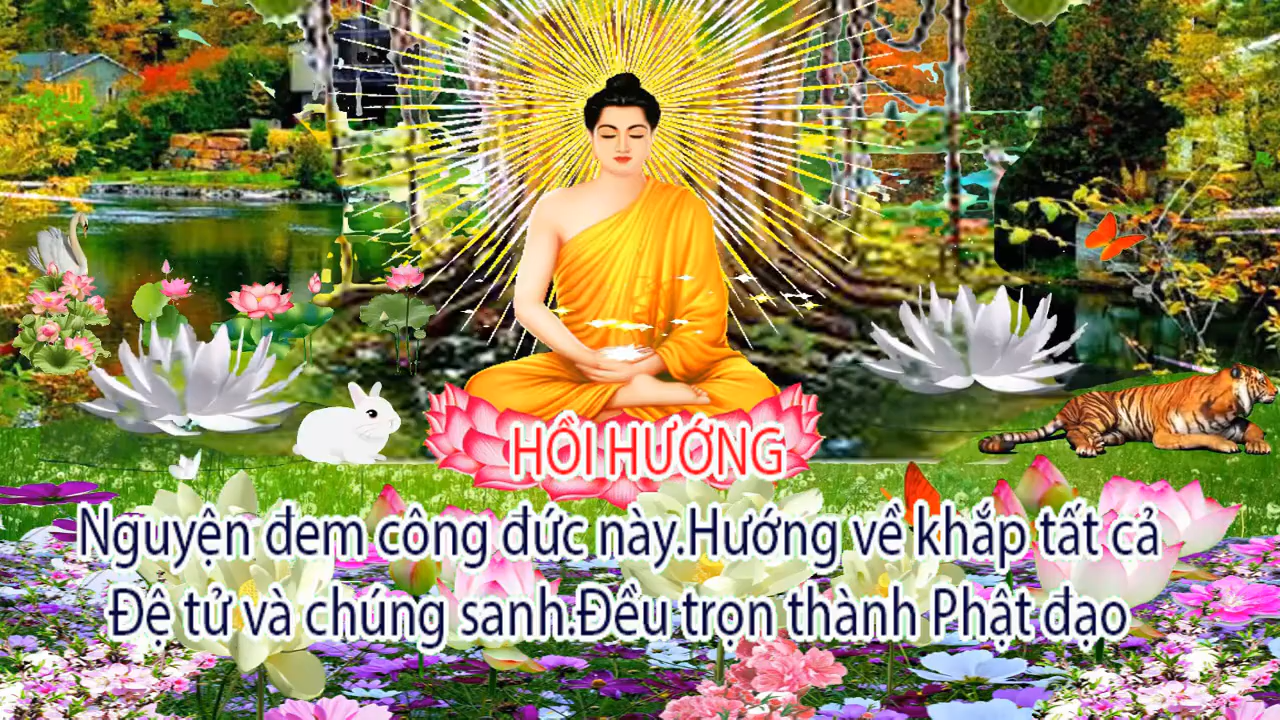 HỒI HƯỚNG
Nguyện đem công đức này.Hướng về khắp tất cả
Đệ tử và chúng sanh.Đều trọn thành Phật đạo